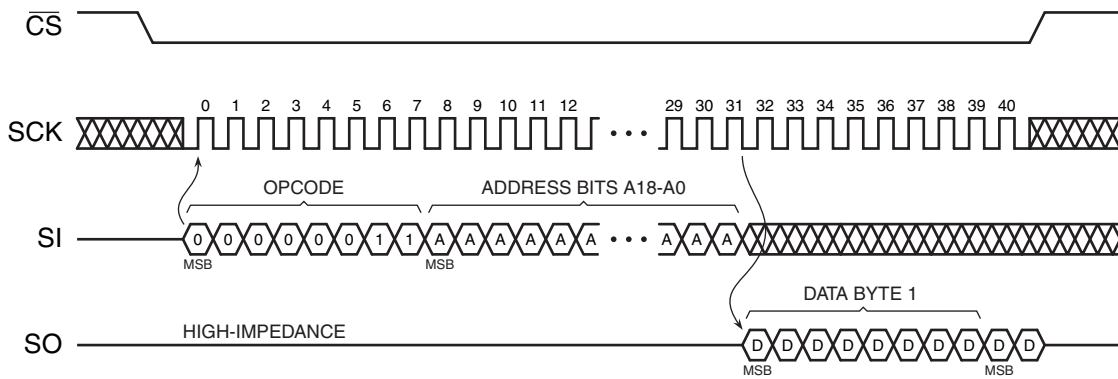 CS
0 1 2 3 4 5 6 7 8 9 10 11 12 29 30 31 32 33 34 35 36 37 38 39 40
SCK
OPCODE ADDRESS BITS A18-A0
SI 0 0 0 0 0 0 1 1 A A A A A A A A A
MSB MSB
DATA BYTE 1
HIGH-IMPEDANCE
SO D D D D D D D D D D
MSB MSB